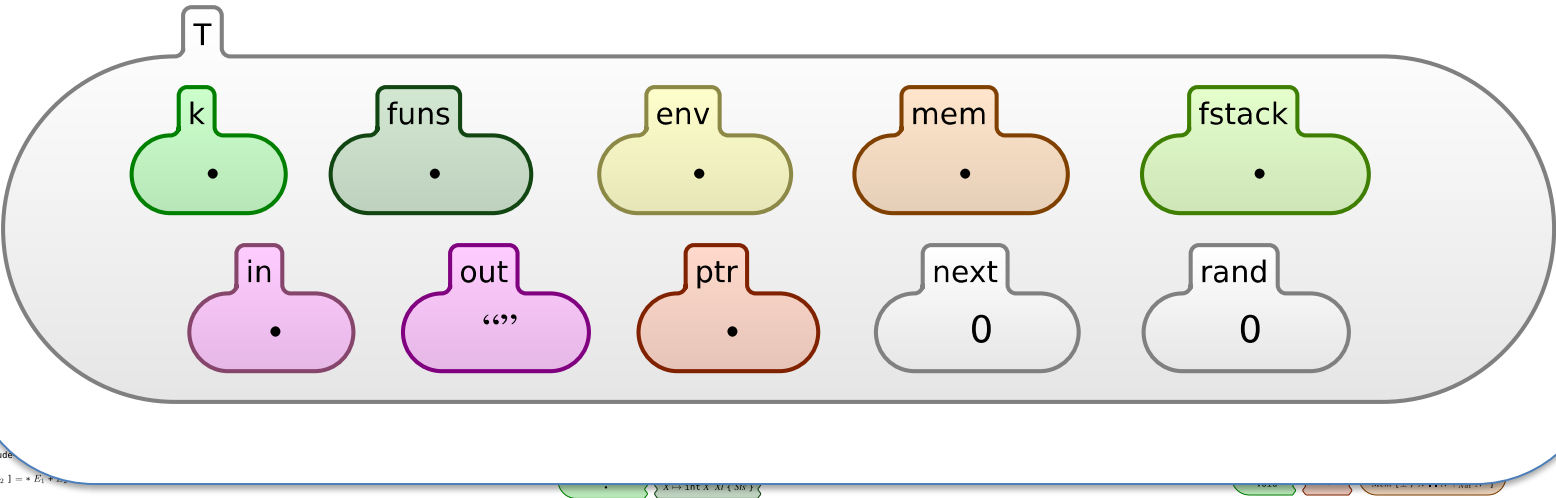 T
k funs env mem fstack
• • • • •
in out ptr next rand
• “” • 0 0